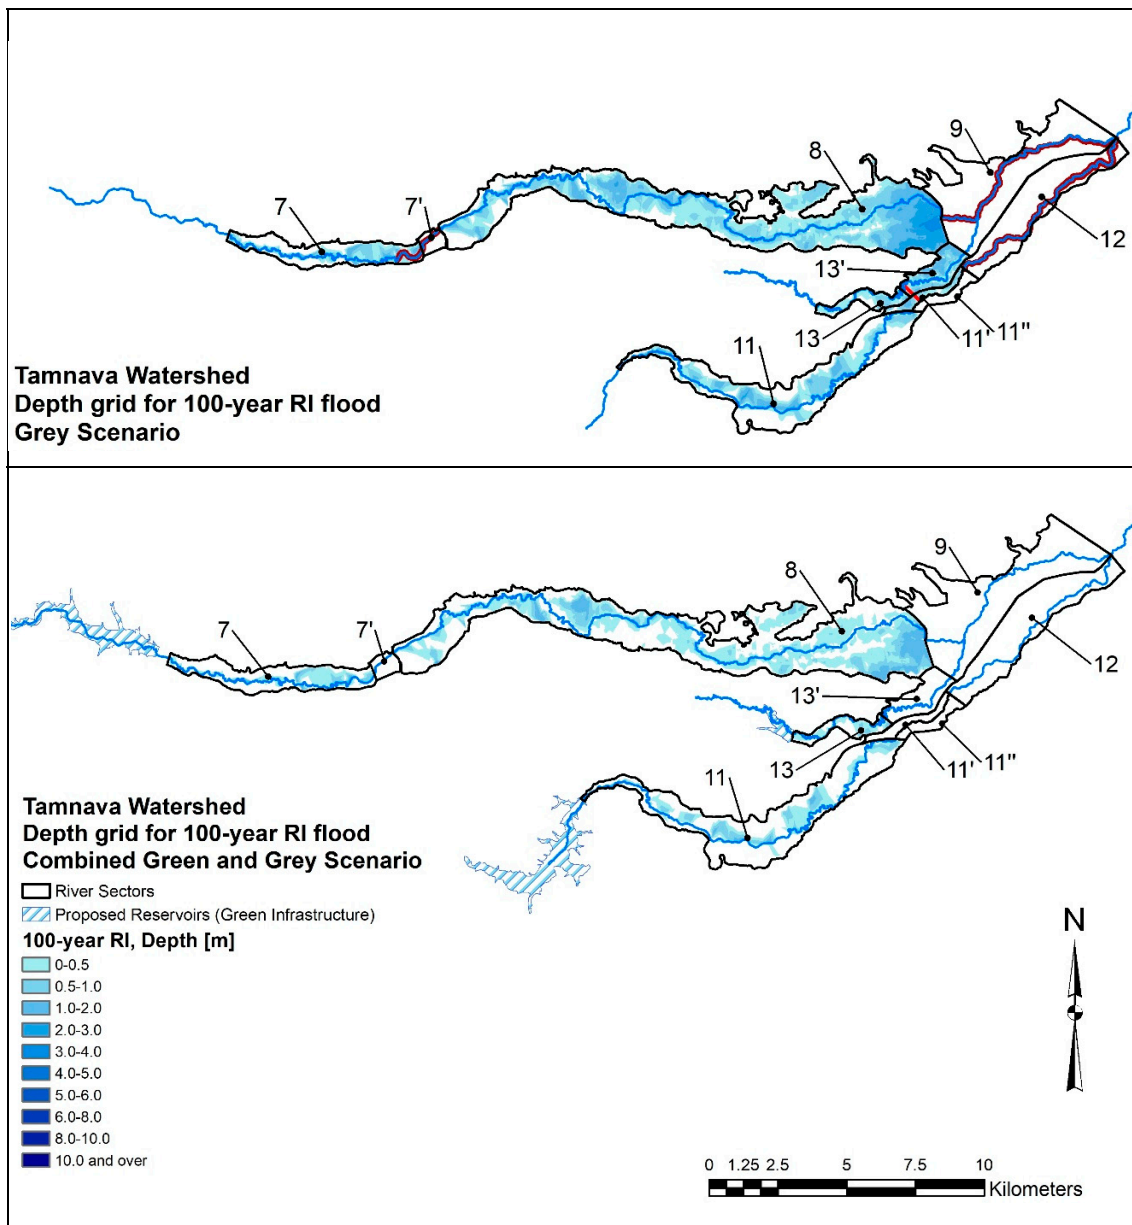 9
8
7
7'
12
13'
13
11'
11"
11
Tamnava Watershed
Depth grid for 100-year RI flood
Grey Scenario
9
8
7
7'
12
13'
13
11'
11"
11
Tamnava Watershed
Depth grid for 100-year RI flood
Combined Green and Grey Scenario
River Sectors
Proposed Reservoirs (Green Infrastructure)
100-year RI, Depth [m]
0-0.5
0.5-1.0
1.0-2.0
2.0-3.0
3.0-4.0
4.0-5.0
5.0-6.0
6.0-8.0
8.0-10.0
10.0 and over
N
0 1.25 2.5 5 7.5 10
Kilometers